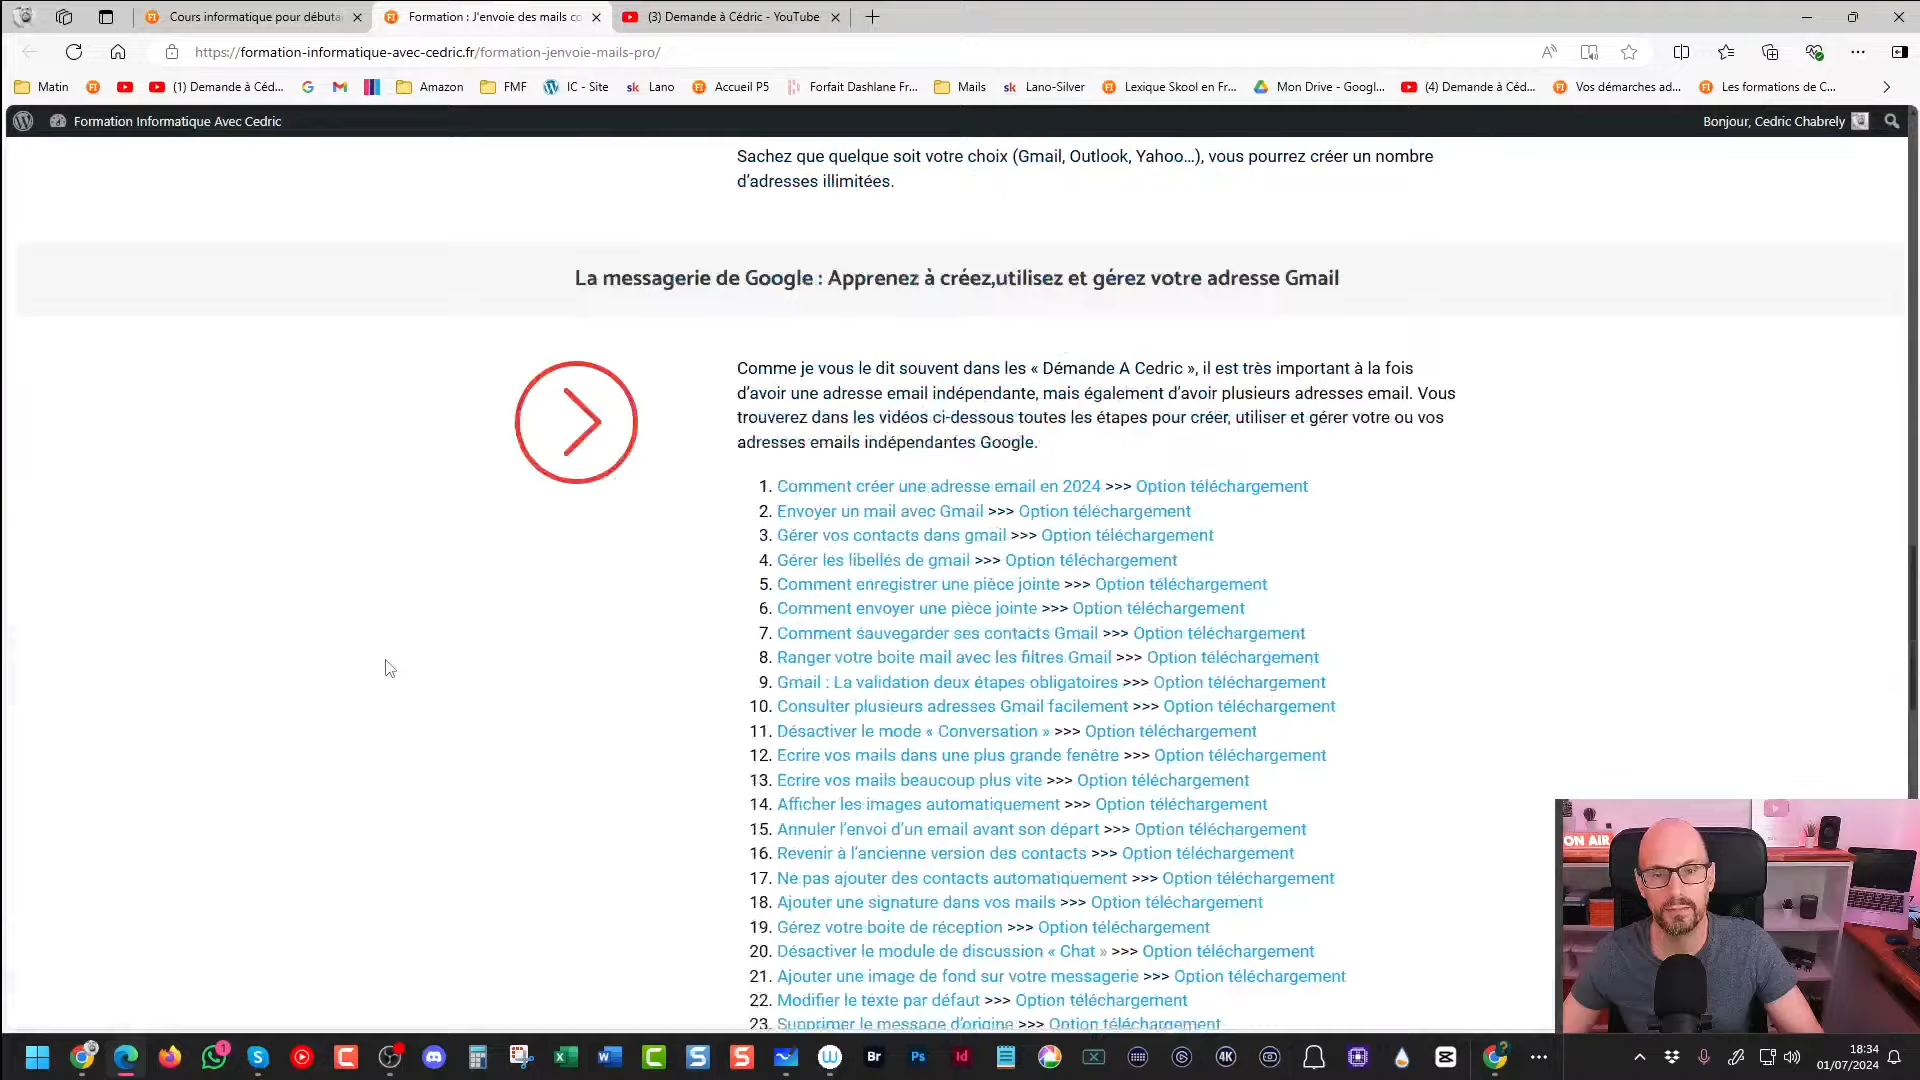 Cours informatique pour débuta
Formation : J'envoie des mails co
(3) Demande à Cédric - YouTube
https://formation-informatique-avec-cedric.fr/formation-jenvoie-mails-pro/
Matin
(1) Demande à Céd...
Amazon
FMF
IC - Site
sk Lano
Accueil P5
Forfait Dashlane Fr...
Mails
sk Lano-Silver
Lexique Skool en Fr...
Mon Drive - Googl...
(4) Demande à Céd...
Vos démarches ad...
Les formations de C...
Formation Informatique Avec Cedric
Bonjour, Cedric Chabrely
Sachez que quelque soit votre choix (Gmail, Outlook, Yahoo…), vous pourrez créer un nombre
d'adresses illimitées.
La messagerie de Google : Apprenez à créez,utilisez et gérez votre adresse Gmail
Comme je vous le dit souvent dans les « Démande A Cedric », il est très important à la fois
d'avoir une adresse email indépendante, mais également d'avoir plusieurs adresses email. Vous
trouverez dans les vidéos ci-dessous toutes les étapes pour créer, utiliser et gérer votre ou vos
adresses emails indépendantes Google.
1. Comment créer une adresse email en 2024 >>> Option téléchargement
2. Envoyer un mail avec Gmail >>> Option téléchargement
3. Gérer vos contacts dans gmail >>> Option téléchargement
4. Gérer les libellés de gmail >>> Option téléchargement
5. Comment enregistrer une pièce jointe >>> Option téléchargement
6. Comment envoyer une pièce jointe >>> Option téléchargement
7. Comment sauvegarder ses contacts Gmail >>> Option téléchargement
8. Ranger votre boite mail avec les filtres Gmail >>> Option téléchargement
9. Gmail : La validation deux étapes obligatoires >>> Option téléchargement
10. Consulter plusieurs adresses Gmail facilement >>> Option téléchargement
11. Désactiver le mode « Conversation » >>> Option téléchargement
12. Ecrire vos mails dans une plus grande fenêtre >>> Option téléchargement
13. Ecrire vos mails beaucoup plus vite >>> Option téléchargement
14. Afficher les images automatiquement >>> Option téléchargement
15. Annuler l'envoi d'un email avant son départ >>> Option téléchargement
16. Revenir à l'ancienne version des contacts >>> Option téléchargement
17. Ne pas ajouter des contacts automatiquement >>> Option téléchargement
18. Ajouter une signature dans vos mails >>> Option téléchargement
19. Gérez votre boite de réception >>> Option téléchargement
20. Désactiver le module de discussion « Chat » >>> Option téléchargement
21. Ajouter une image de fond sur votre messagerie >>> Option téléchargement
22. Modifier le texte par défaut >>> Option téléchargement
23. Supprimer le message d'origine >>> Option téléchargement
ON AIR
18:34
01/07/2024